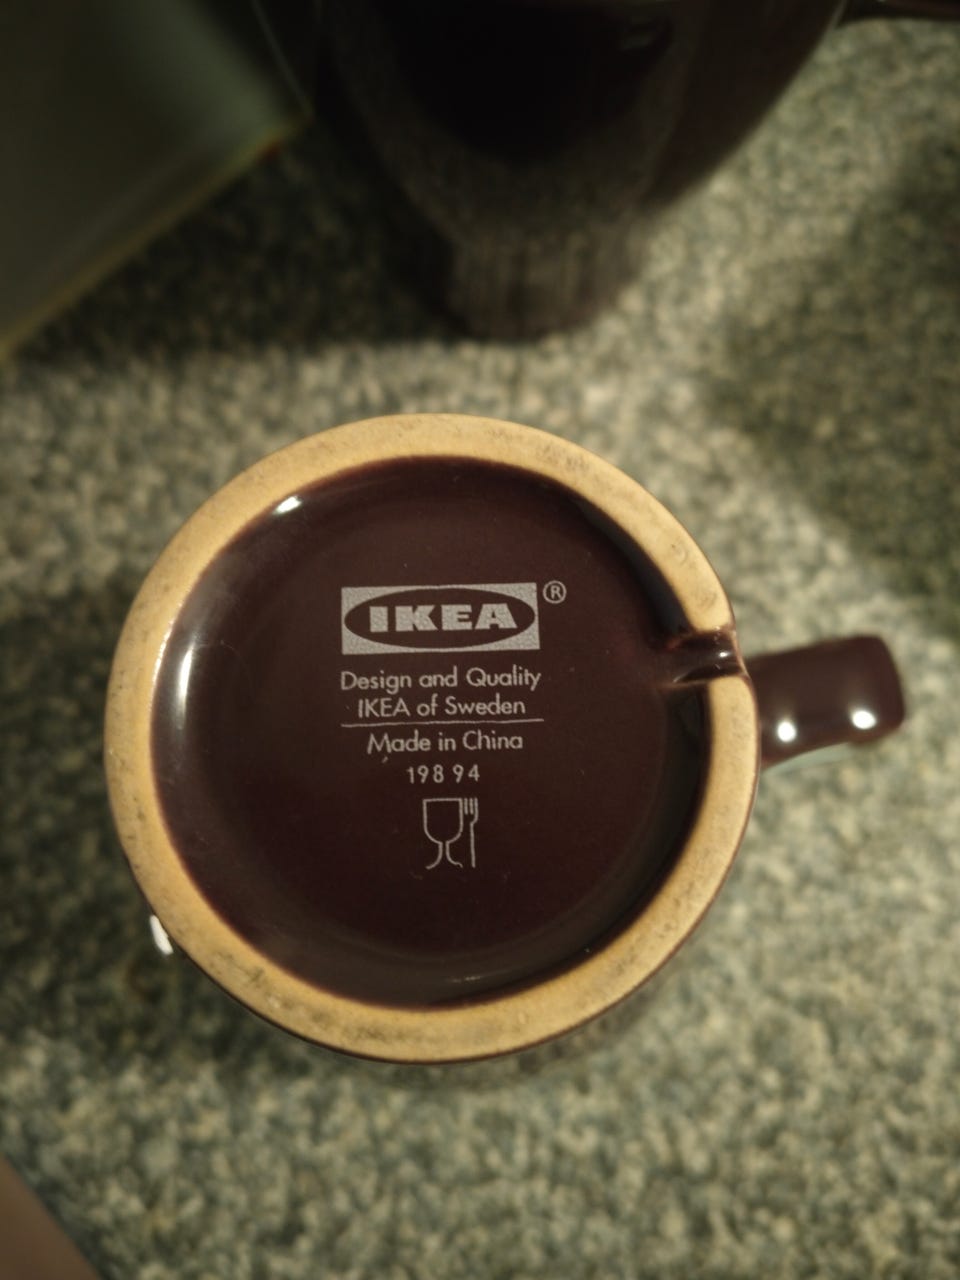 IKEA®
Design and Quality
IKEA of Sweden
Made in China
198 94